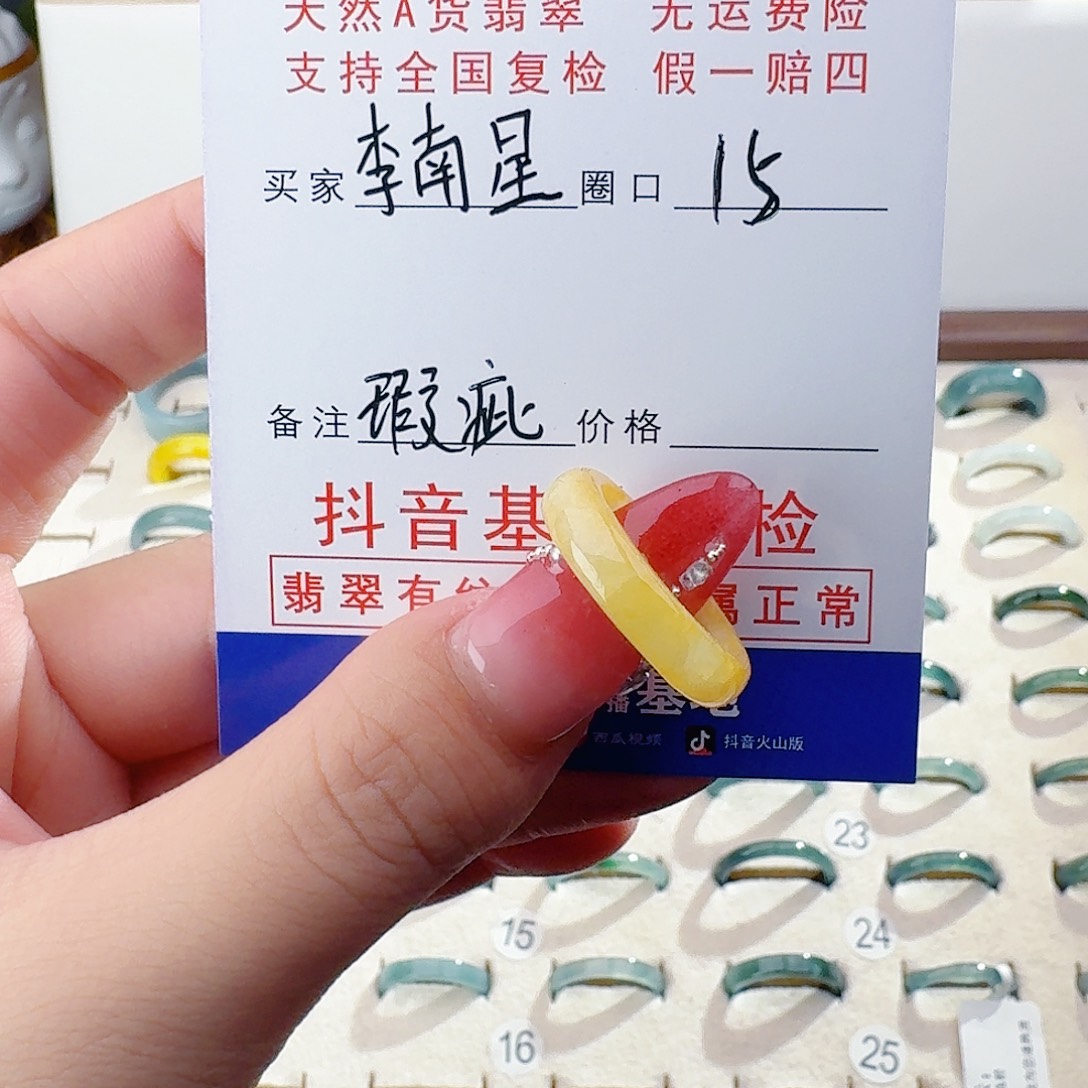 天然A货翡翠 无运费险
支持全国复检 假一赔四
买家 李南星 圈口 15
备注 瑕疵 价格
抖音基 检
翡翠有 属正常
播基地
西瓜视频 抖音火山版
23
15 24
16 25